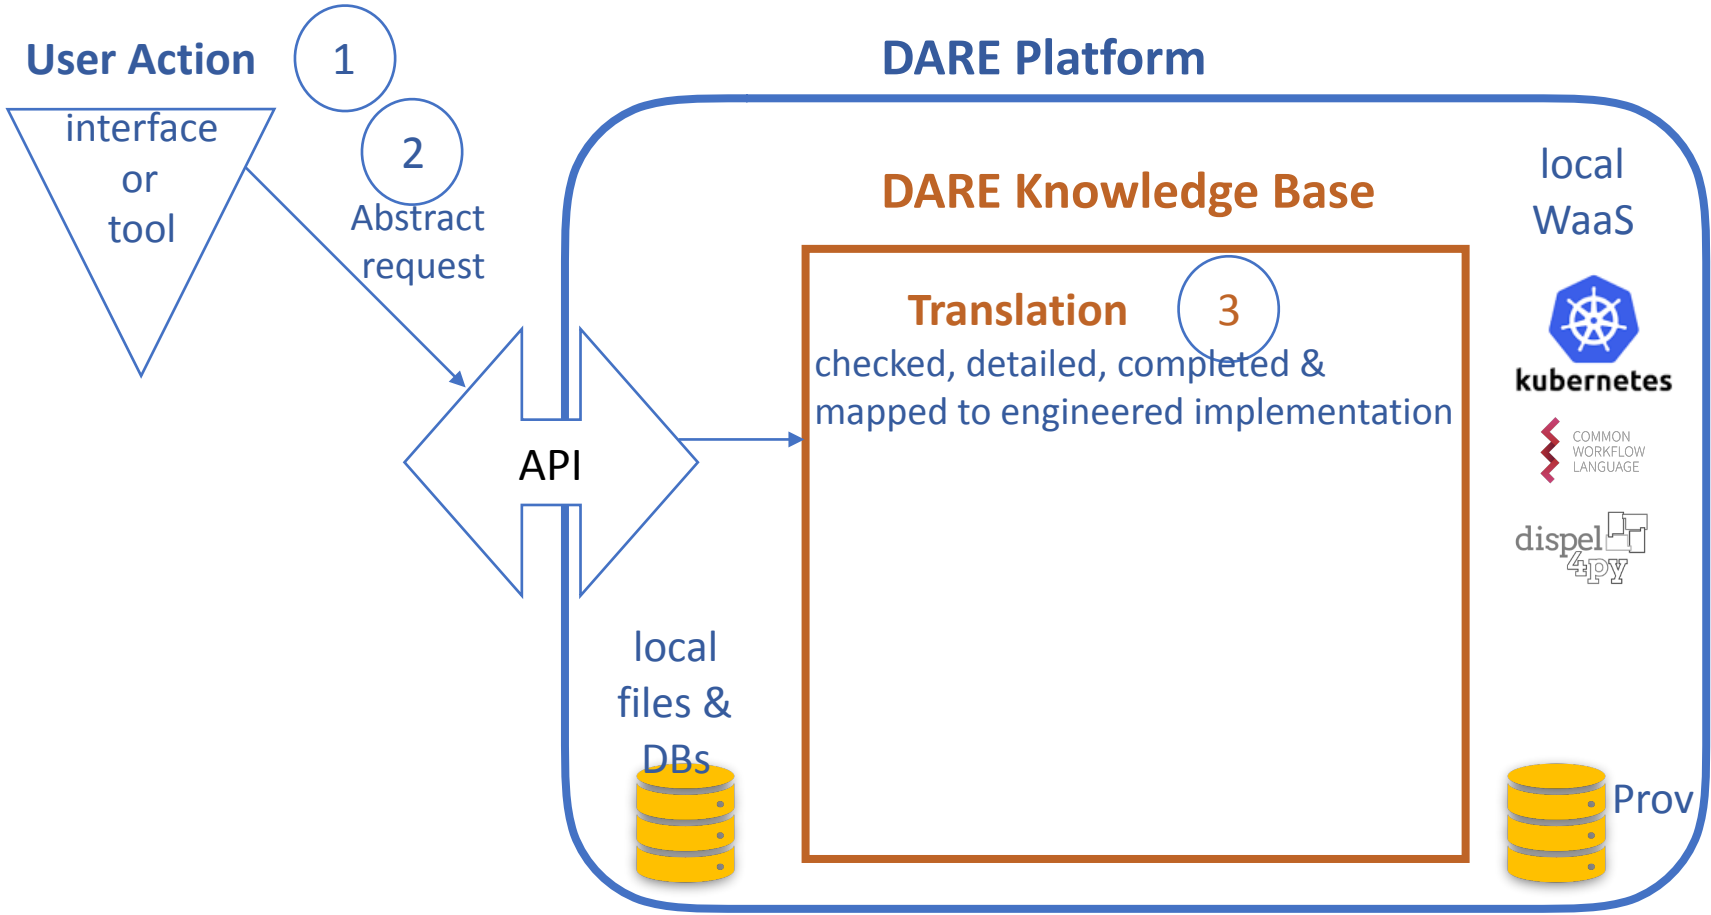 User Action
1
interface
or
tool
2
Abstract
request
API
DARE Platform
DARE Knowledge Base
Translation
3
checked, detailed, completed &
mapped to engineered implementation
local
WaaS
kubernetes
COMMON
WORKFLOW
LANGUAGE
dispel
4py
local
files &
DBs
Prov